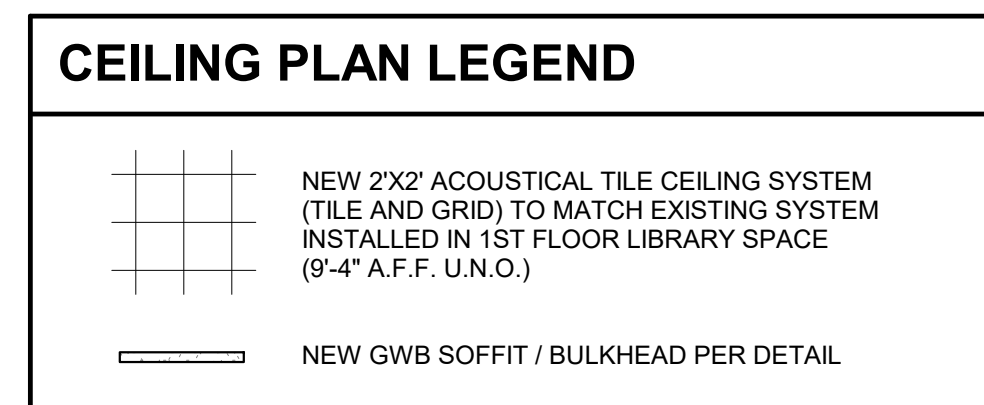 CEILING PLAN LEGEND
NEW 2'X2' ACOUSTICAL TILE CEILING SYSTEM
(TILE AND GRID) TO MATCH EXISTING SYSTEM
INSTALLED IN 1ST FLOOR LIBRARY SPACE
(9'-4" A.F.F. U.N.O.)
NEW GWB SOFFIT / BULKHEAD PER DETAIL